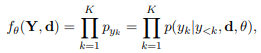 f_θ(𝐘, 𝐝) = ∏_{k=1}^{K} p_{y_k} = ∏_{k=1}^{K} p(y_k|y_{<k}, 𝐝, θ),